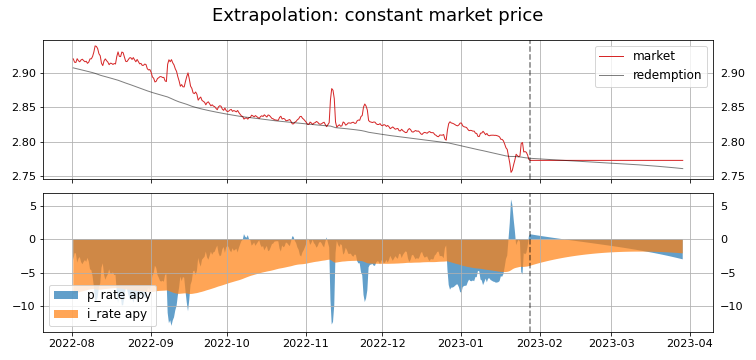 Extrapolation: constant market price
market
redemption
2.90 2.90
2.85 2.85
2.80 2.80
2.75 2.75
5 5
0 0
−5 −5
−10 −10
p_rate apy
i_rate apy
2022-08 2022-09 2022-10 2022-11 2022-12 2023-01 2023-02 2023-03 2023-04